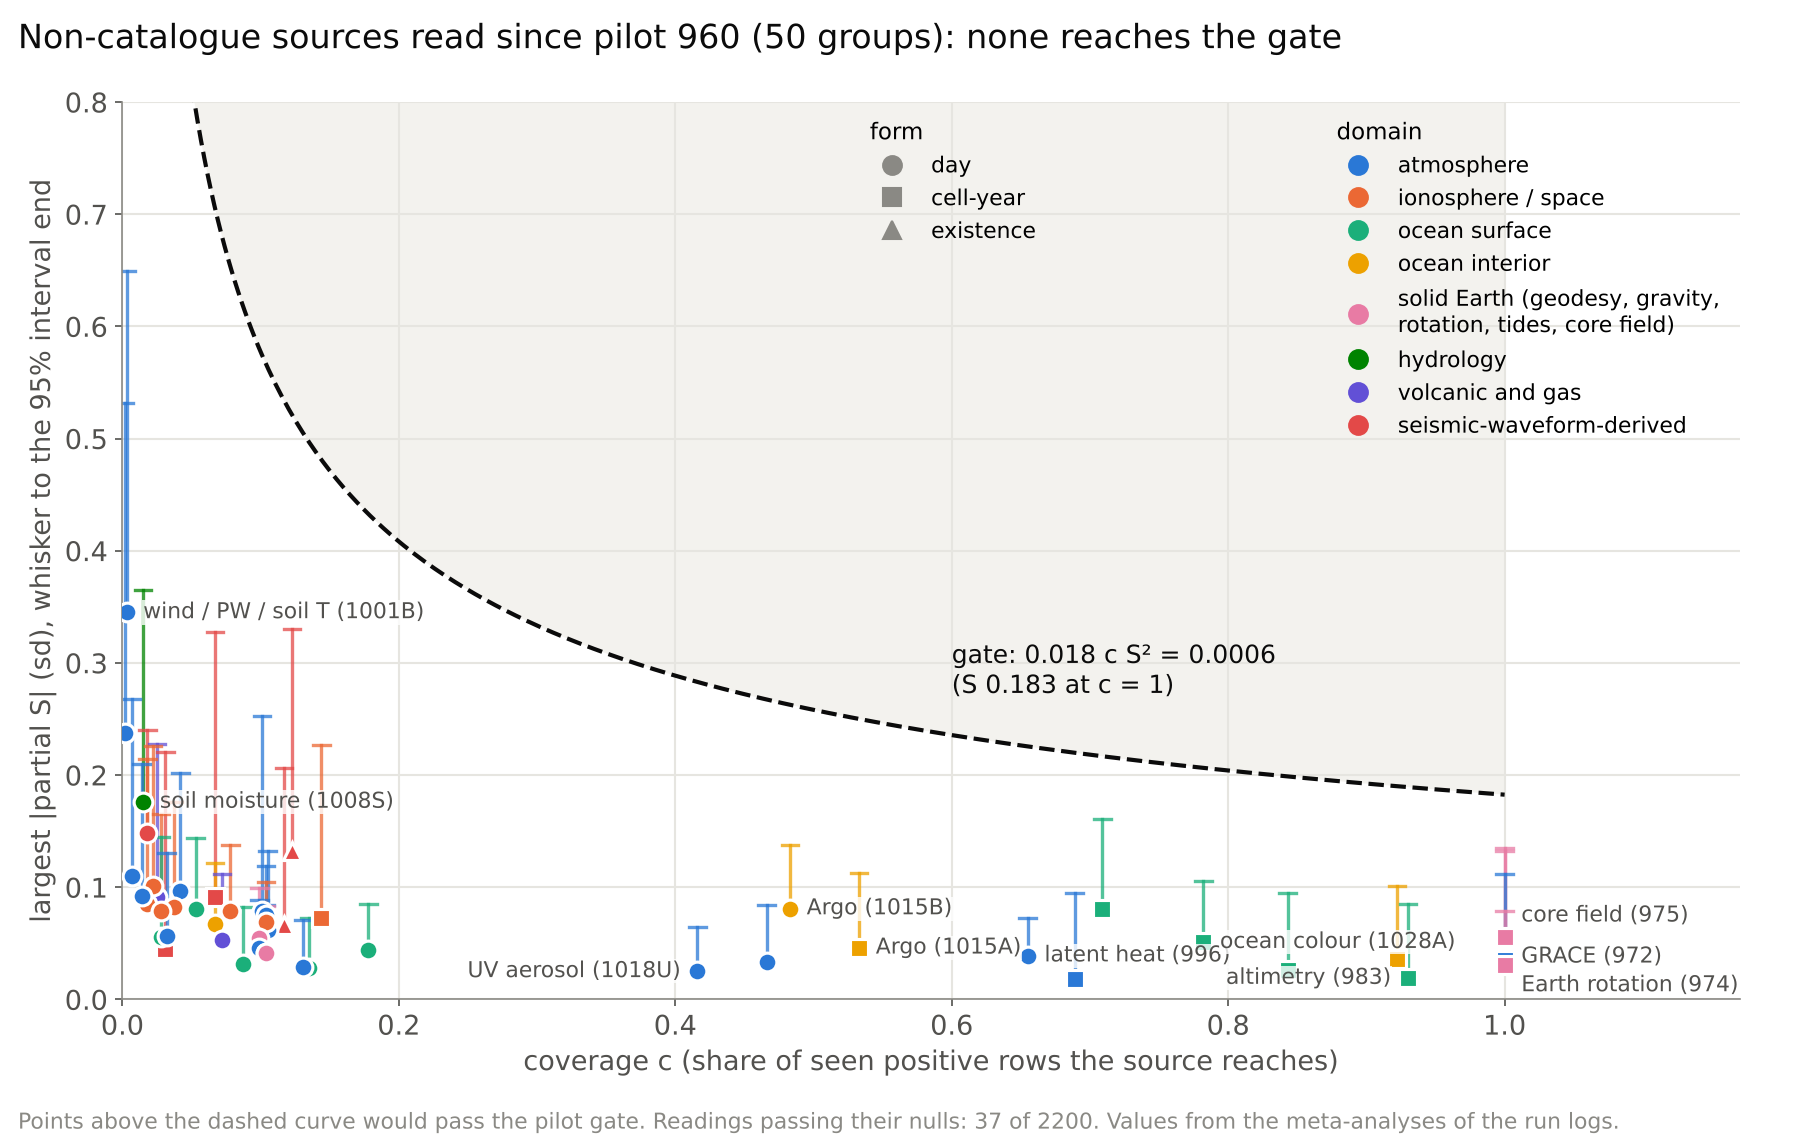 Non-catalogue sources read since pilot 960 (50 groups): none reaches the gate
largest |partial S| (sd), whisker to the 95% interval end
0.8
0.7
0.6
0.5
0.4
0.3
0.2
0.1
0.0
form
day
cell-year
existence
domain
atmosphere
ionosphere / space
ocean surface
ocean interior
solid Earth (geodesy, gravity,
rotation, tides, core field)
hydrology
volcanic and gas
seismic-waveform-derived
wind / PW / soil T (1001B)
gate: 0.018 c S² = 0.0006
(S 0.183 at c = 1)
soil moisture (1008S)
Argo (1015B)
core field (975)
Argo (1015A)
ocean colour (1028A)
latent heat (996)
GRACE (972)
UV aerosol (1018U)
altimetry (983)
Earth rotation (974)
0.0 0.2 0.4 0.6 0.8 1.0
coverage c (share of seen positive rows the source reaches)
Points above the dashed curve would pass the pilot gate. Readings passing their nulls: 37 of 2200. Values from the meta-analyses of the run logs.